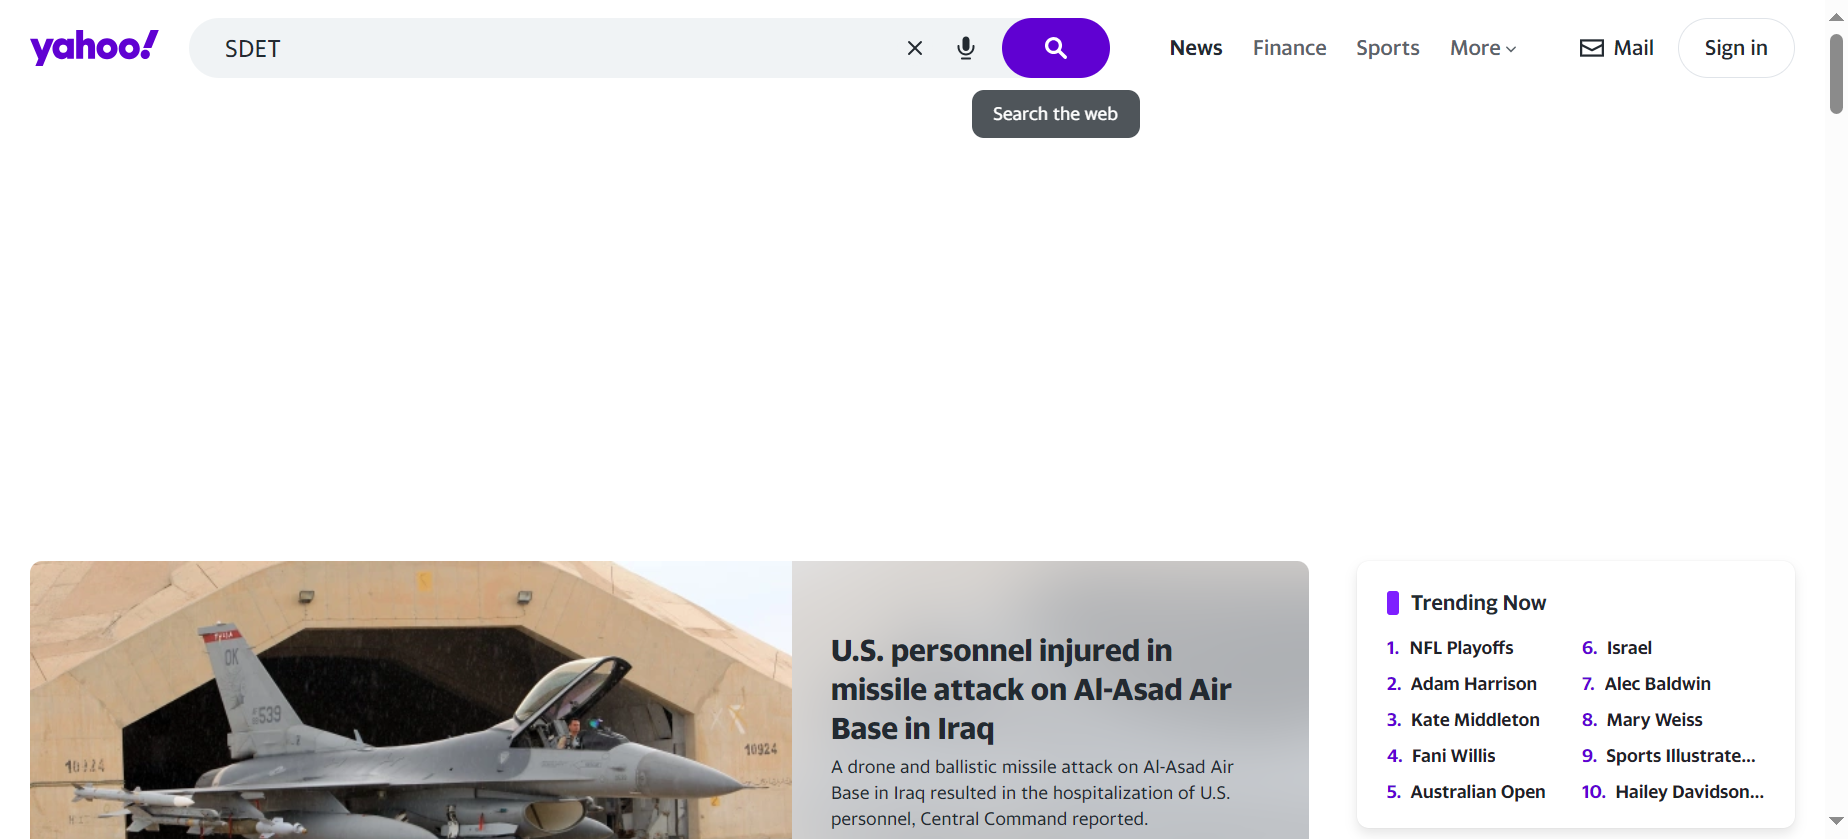 yahoo!
SDET
News Finance Sports More Mail Sign in
Search the web
OK
539
10924
10924
U.S. personnel injured in
missile attack on Al-Asad Air
Base in Iraq
A drone and ballistic missile attack on Al-Asad Air
Base in Iraq resulted in the hospitalization of U.S.
personnel, Central Command reported.
Trending Now
1. NFL Playoffs
2. Adam Harrison
3. Kate Middleton
4. Fani Willis
5. Australian Open
6. Israel
7. Alec Baldwin
8. Mary Weiss
9. Sports Illustrate...
10. Hailey Davidson...